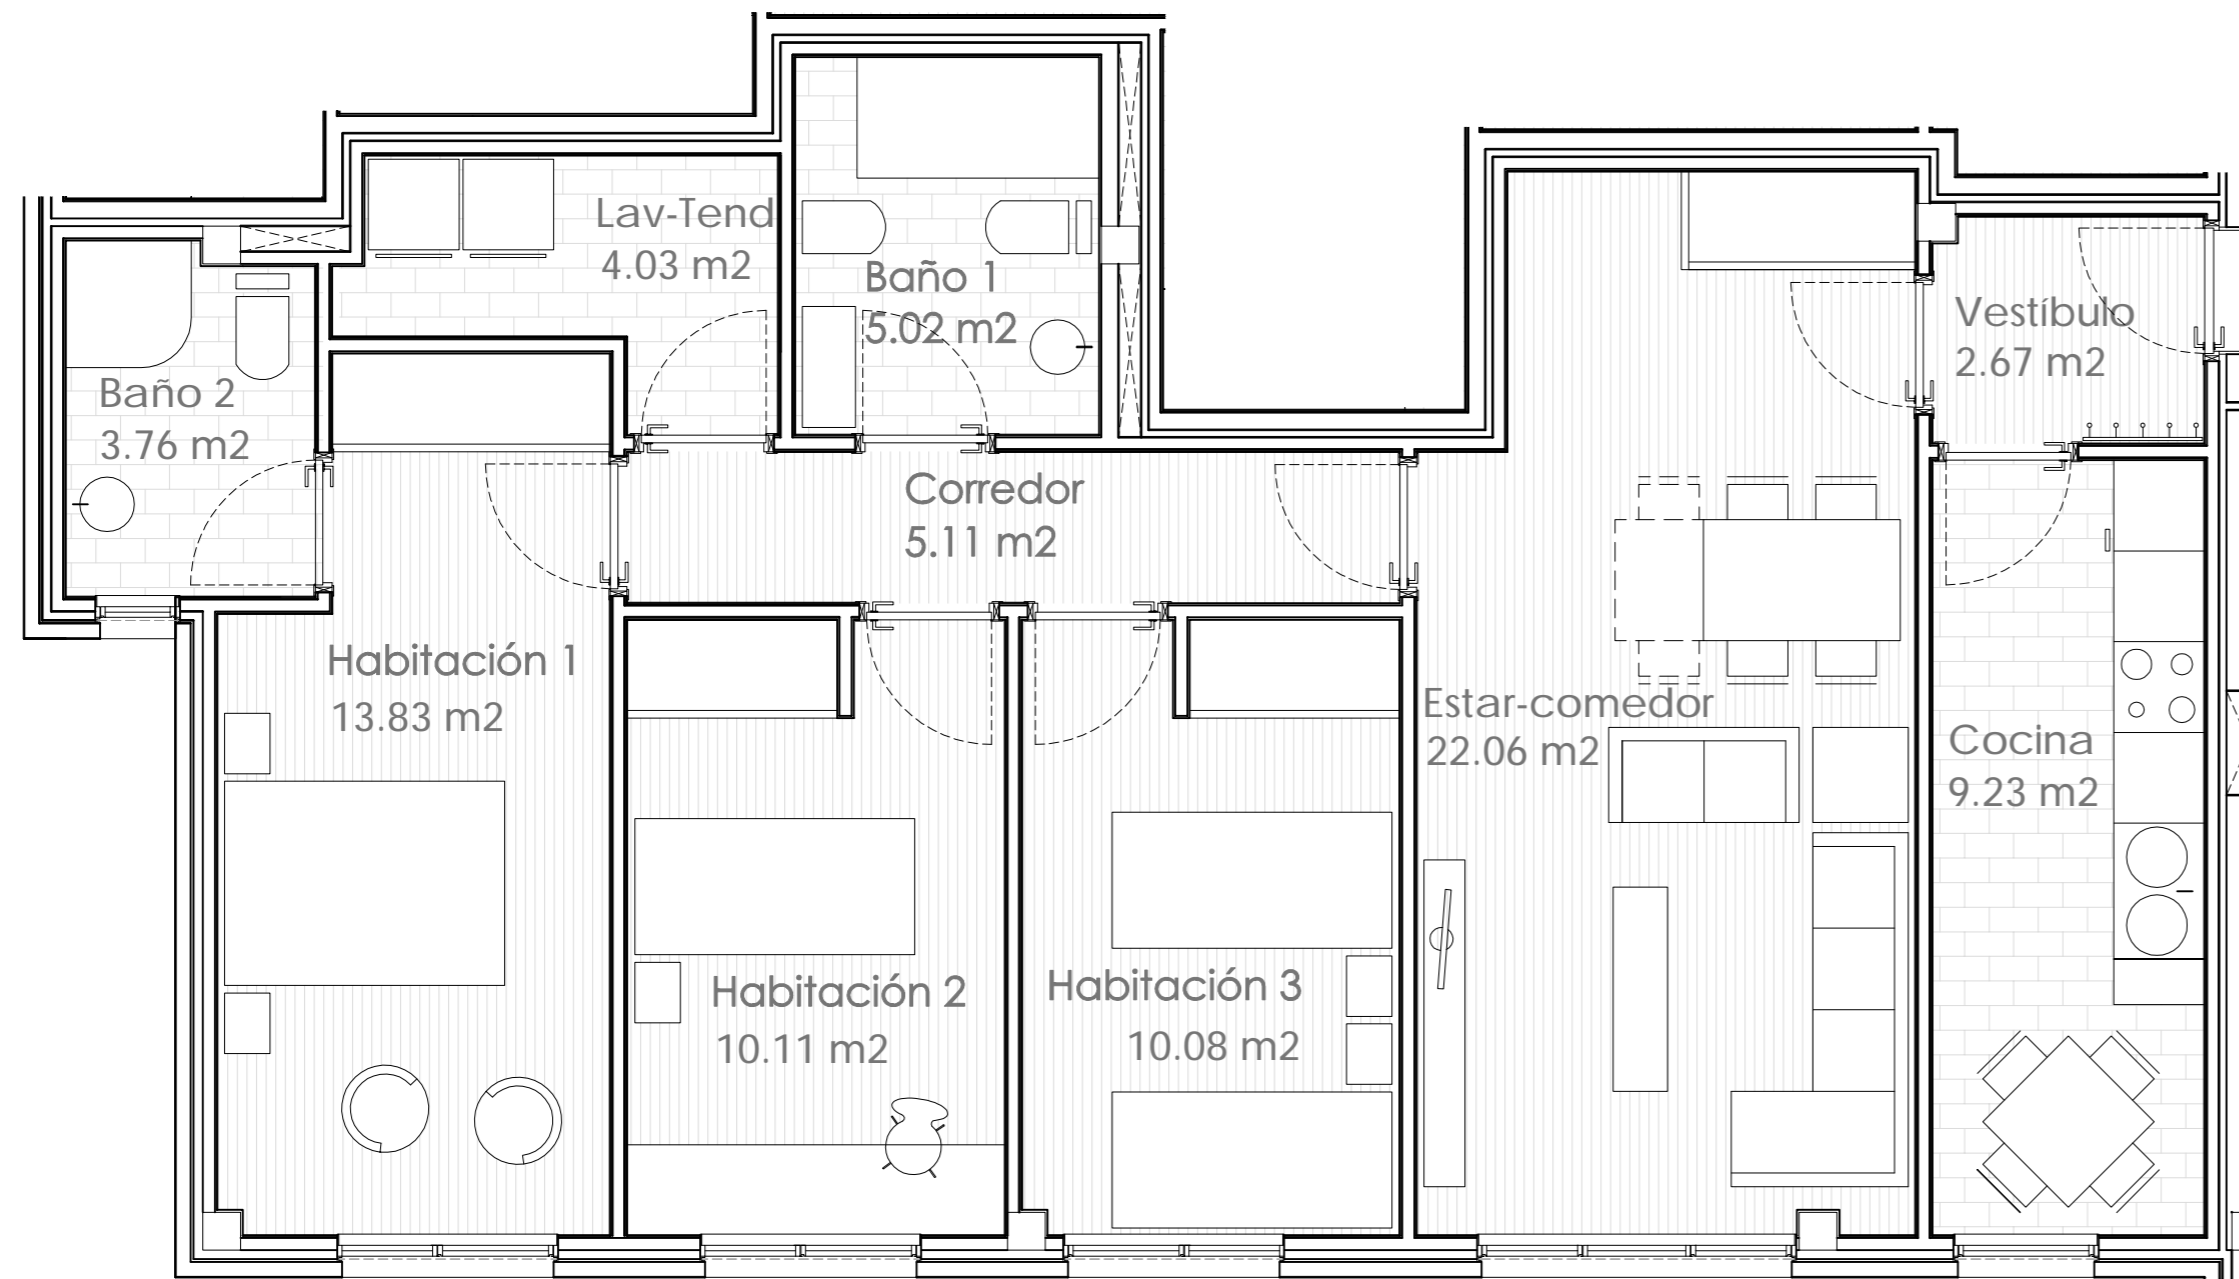 Lav-Tend
4.03 m2
Baño 1
5.02 m2
Vestíbulo
2.67 m2
Baño 2
3.76 m2
Corredor
5.11 m2
Habitación 1
13.83 m2
Estar-comedor
22.06 m2
Cocina
9.23 m2
Habitación 2
10.11 m2
Habitación 3
10.08 m2